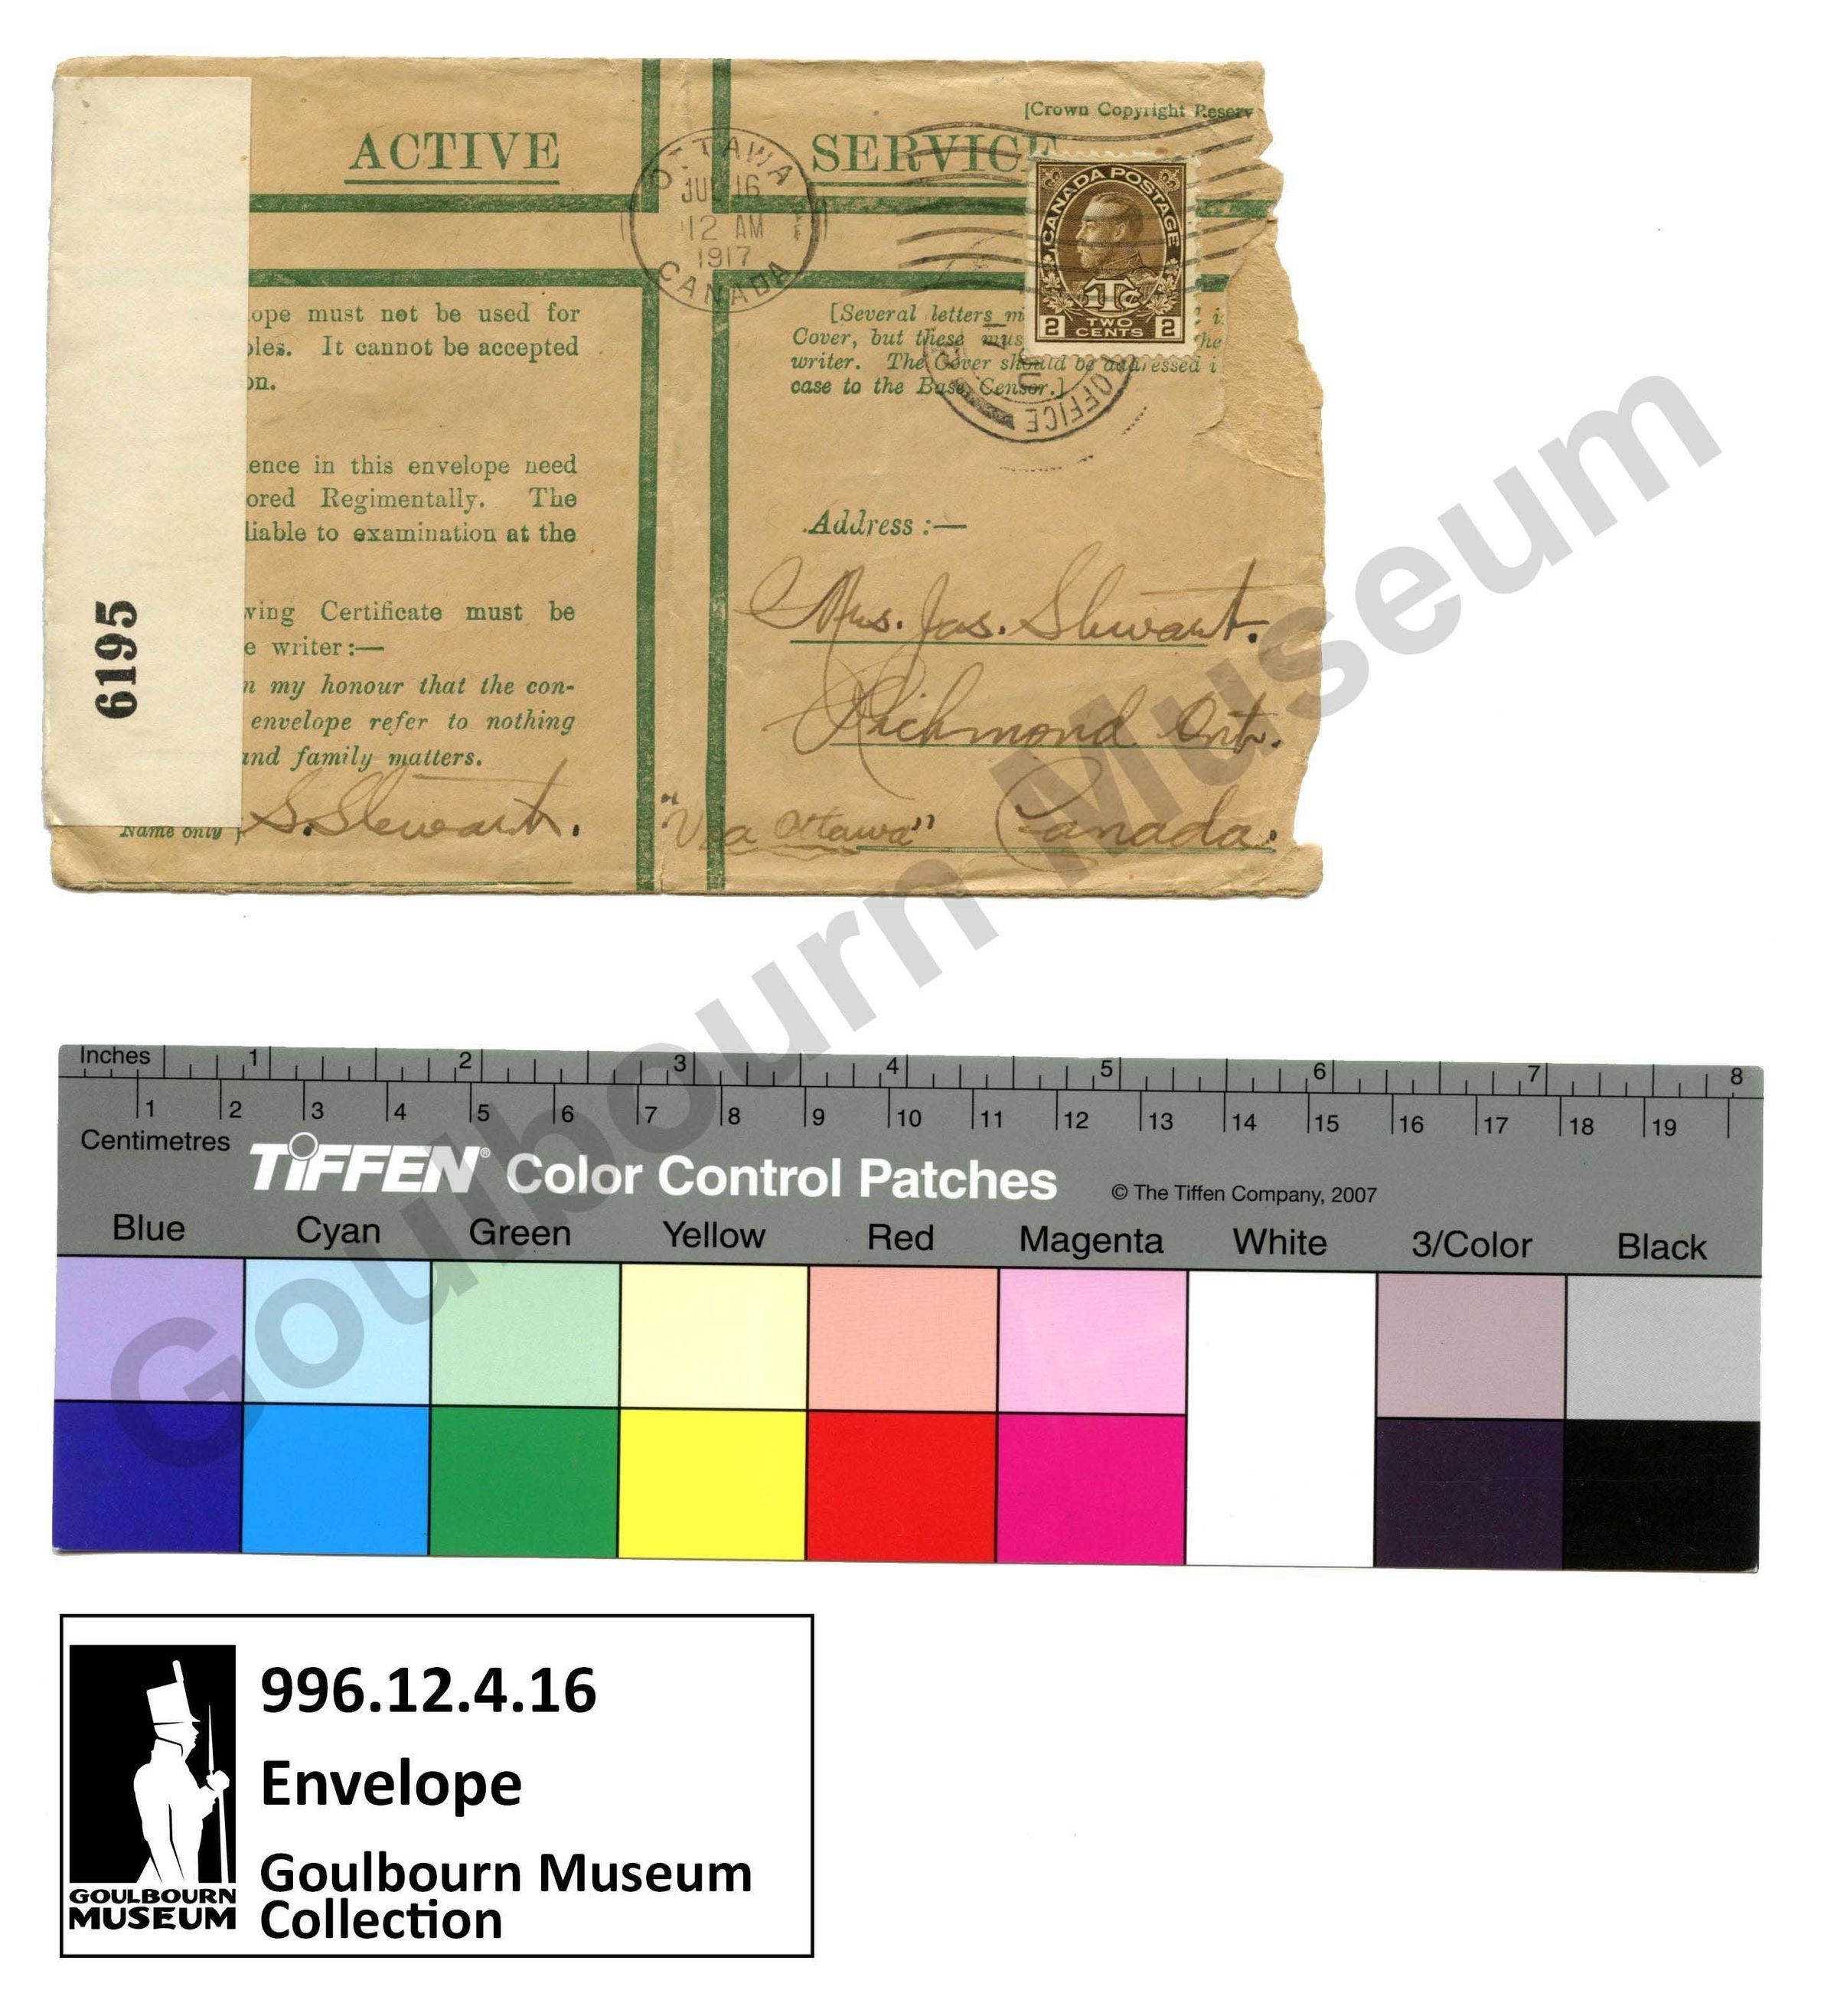 [Crown Copyright Reserv
ACTIVE SERVICE
OTTAWA
JUL 16
12 AM
1917
CANADA
CANADA POSTAGE
1Tc
2 TWO CENTS 2
ope must not be used for
les. It cannot be accepted
on.
ence in this envelope need
ored Regimentally. The
liable to examination at the
wing Certificate must be
e writer:—
n my honour that the con-
envelope refer to nothing
and family matters.
Name only } S. Stewart.
6195
[Several letters m
Cover, but these mus he
writer. The Cover should be addressed i
case to the Base Censor.]
OFFICE
Address :—
Mrs. Jas. Stewart.
Richmond Ont.
"Via Ottawa" Canada.
Goulbourn Museum
Inches 1 2 3 4 5 6 7 8
1 2 3 4 5 6 7 8 9 10 11 12 13 14 15 16 17 18 19
Centimetres
TIFFEN® Color Control Patches © The Tiffen Company, 2007
Blue Cyan Green Yellow Red Magenta White 3/Color Black
996.12.4.16
Envelope
Goulbourn Museum
Collection
GOULBOURN
MUSEUM